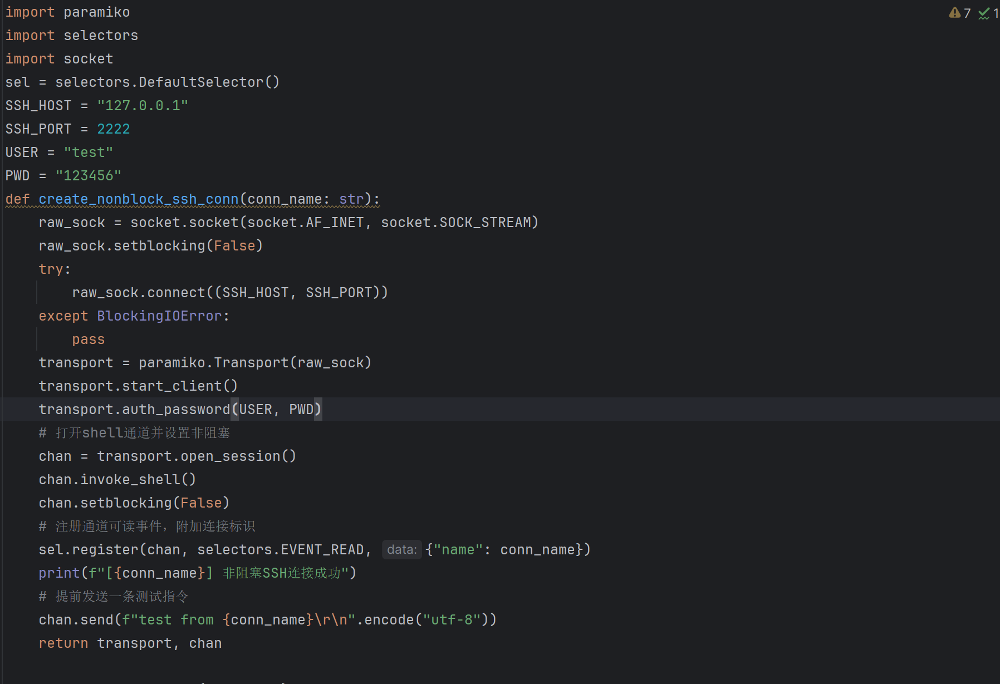 import paramiko
import selectors
import socket
sel = selectors.DefaultSelector()
SSH_HOST = "127.0.0.1"
SSH_PORT = 2222
USER = "test"
PWD = "123456"
def create_nonblock_ssh_conn(conn_name: str):
    raw_sock = socket.socket(socket.AF_INET, socket.SOCK_STREAM)
    raw_sock.setblocking(False)
    try:
        raw_sock.connect((SSH_HOST, SSH_PORT))
    except BlockingIOError:
        pass
    transport = paramiko.Transport(raw_sock)
    transport.start_client()
    transport.auth_password(USER, PWD)
    # 打开shell通道并设置非阻塞
    chan = transport.open_session()
    chan.invoke_shell()
    chan.setblocking(False)
    # 注册通道可读事件，附加连接标识
    sel.register(chan, selectors.EVENT_READ, data: {"name": conn_name})
    print(f"[{conn_name}] 非阻塞SSH连接成功")
    # 提前发送一条测试指令
    chan.send(f"test from {conn_name}\r\n".encode("utf-8"))
    return transport, chan
7 1